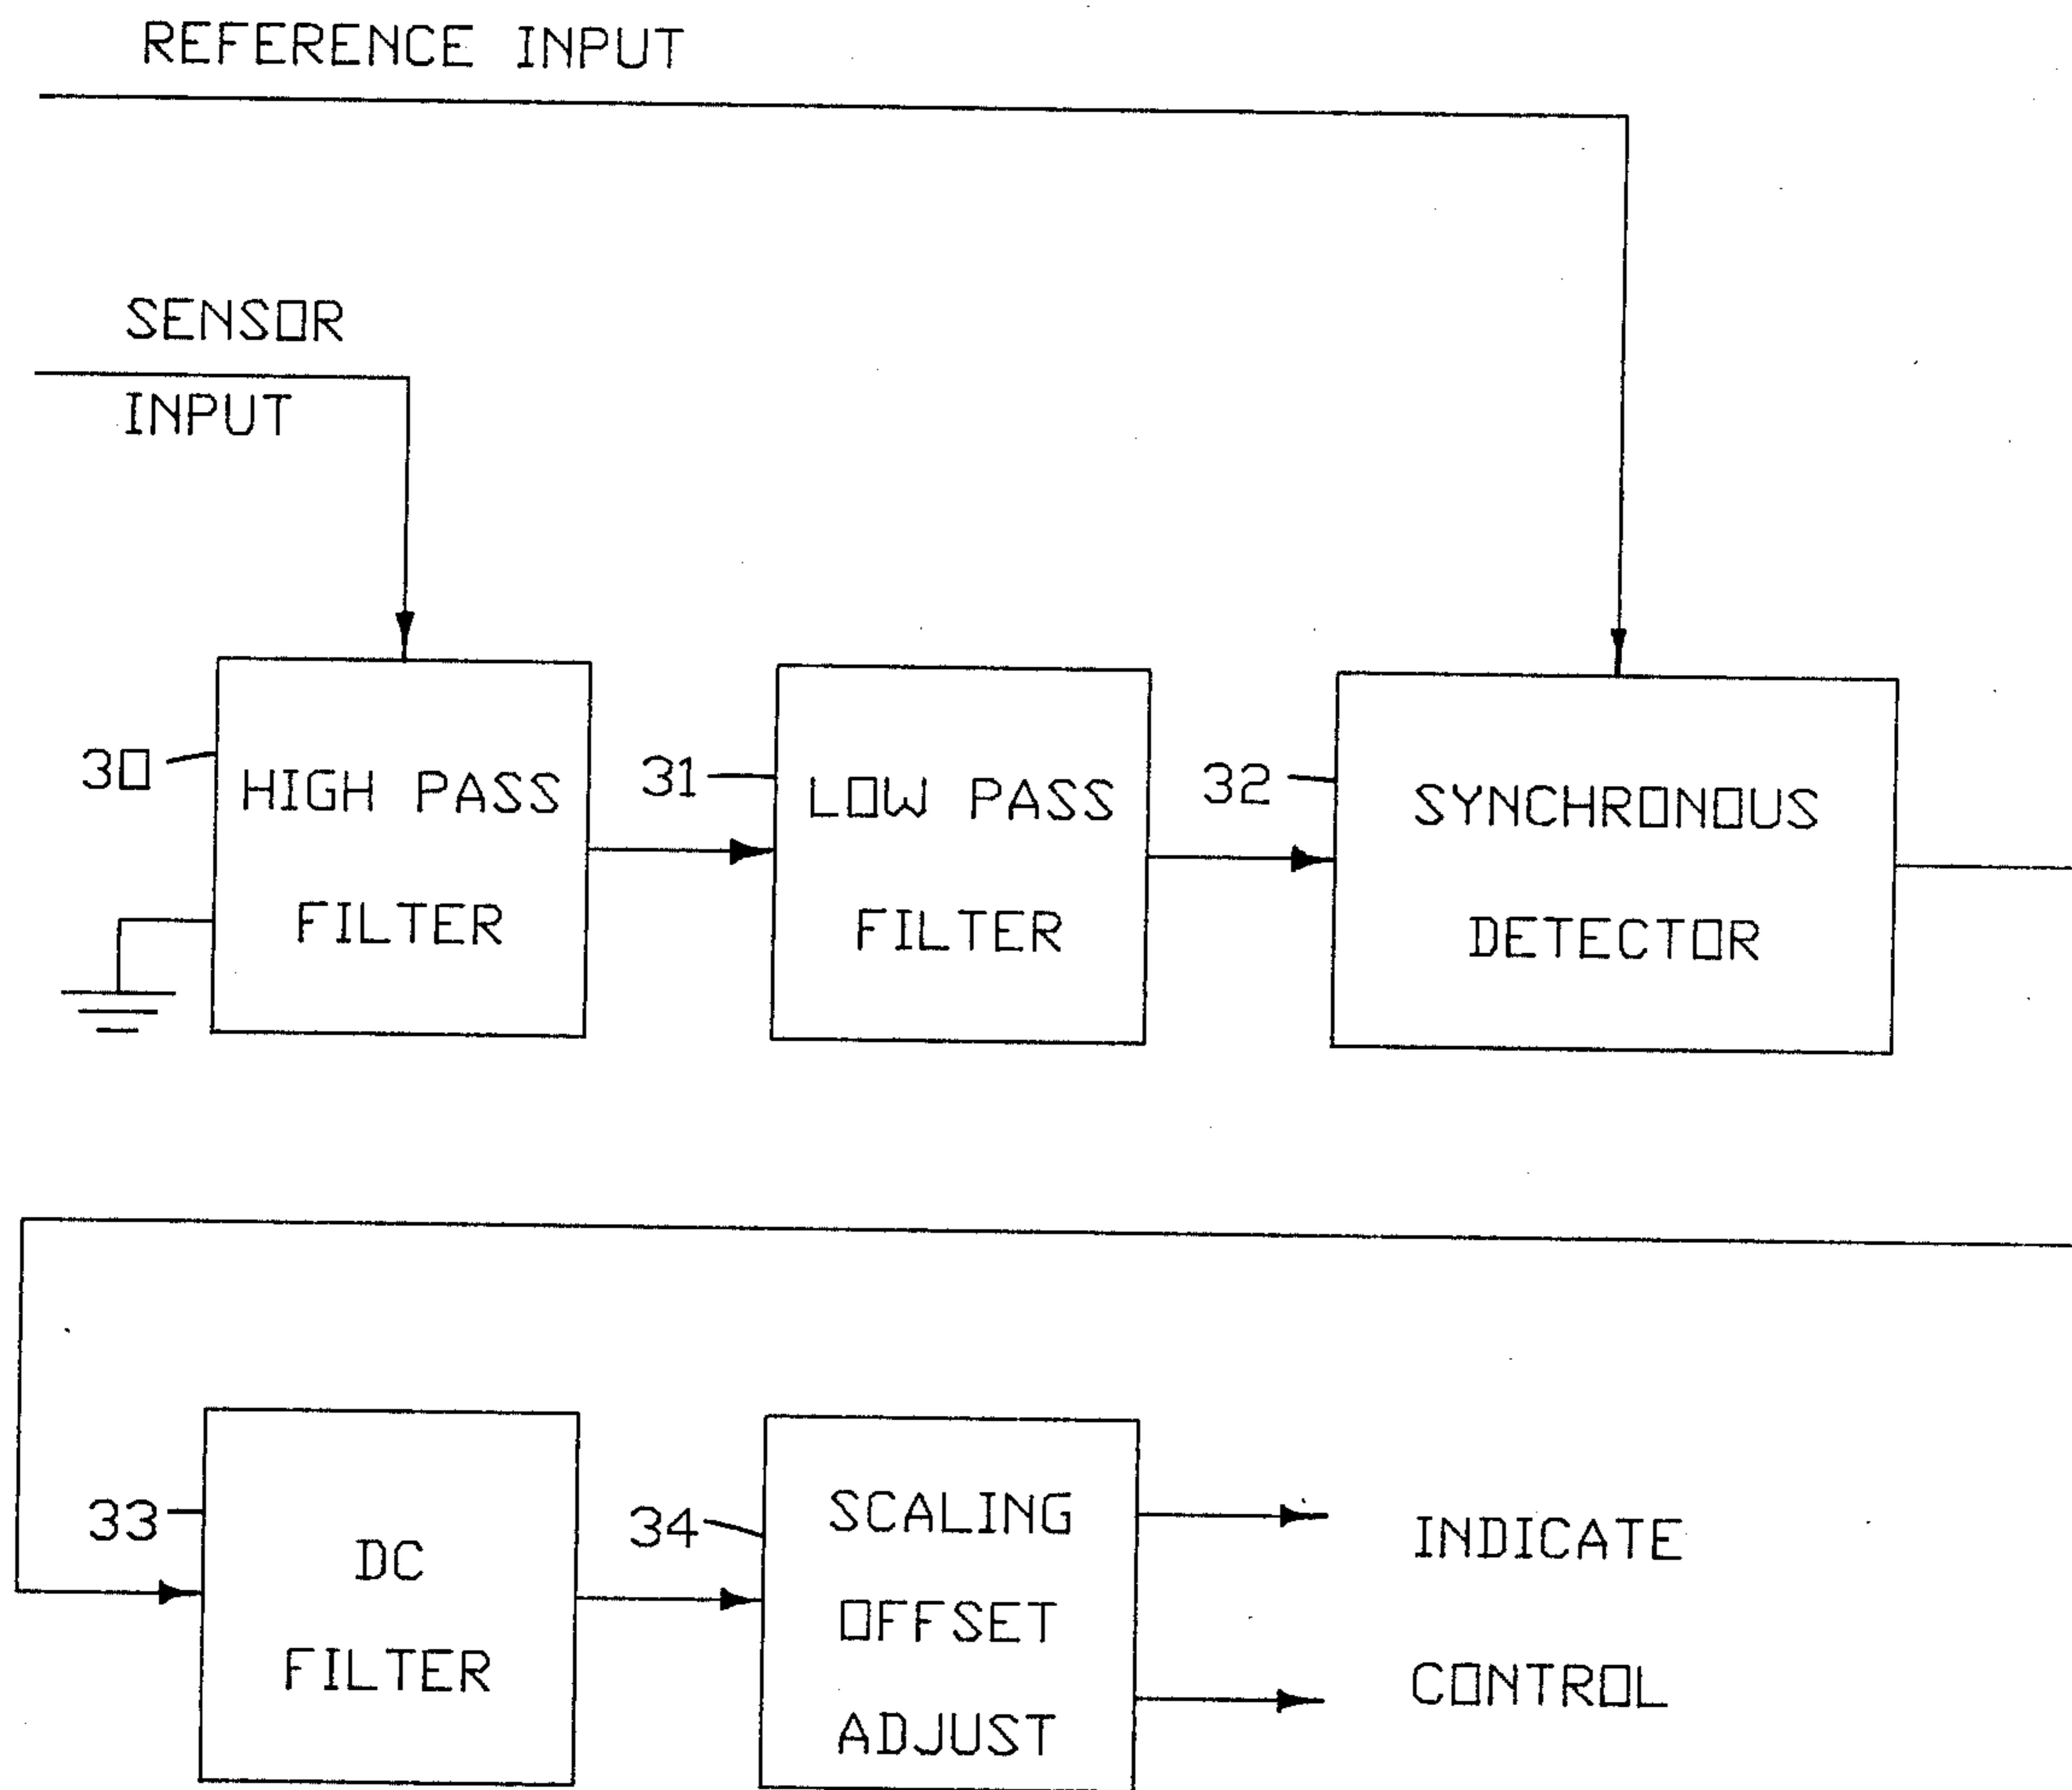 REFERENCE INPUT
SENSOR
INPUT
30
HIGH PASS
FILTER
31
LOW PASS
FILTER
32
SYNCHRONOUS
DETECTOR
33
DC
FILTER
34
SCALING
OFFSET
ADJUST
INDICATE
CONTROL